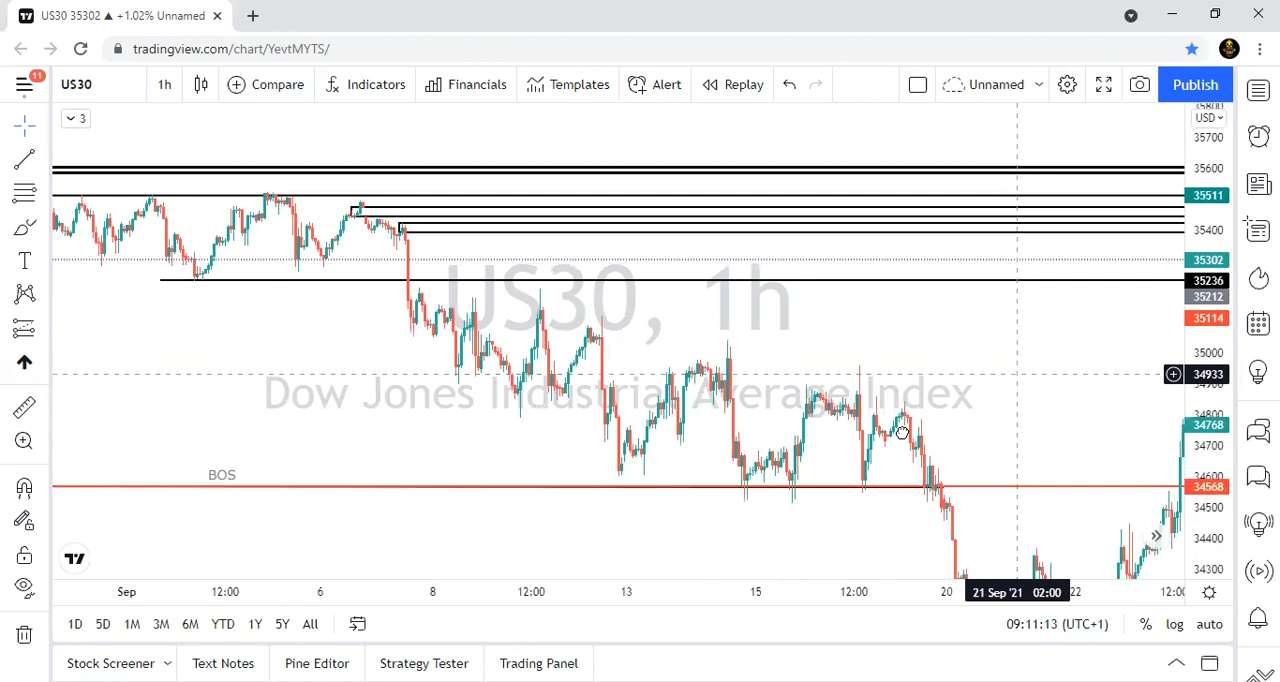 US30 35302 ▲ +1.02% Unnamed
tradingview.com/chart/YevtMYTS/
11
US30
1h
Compare
Indicators
Financials
Templates
Alert
Replay
Unnamed
Publish
3
USD
35700
35600
35511
35400
35302
35236
35212
35114
35000
34933
34800
34768
34700
34600
34568
34500
34400
34300
US30, 1h
Dow Jones Industrial Average Index
BOS
Sep 12:00 6 8 12:00 13 15 12:00 20 21 Sep '21 02:00 22
1D 5D 1M 3M 6M YTD 1Y 5Y All
09:11:13 (UTC+1) % log auto
Stock Screener Text Notes Pine Editor Strategy Tester Trading Panel